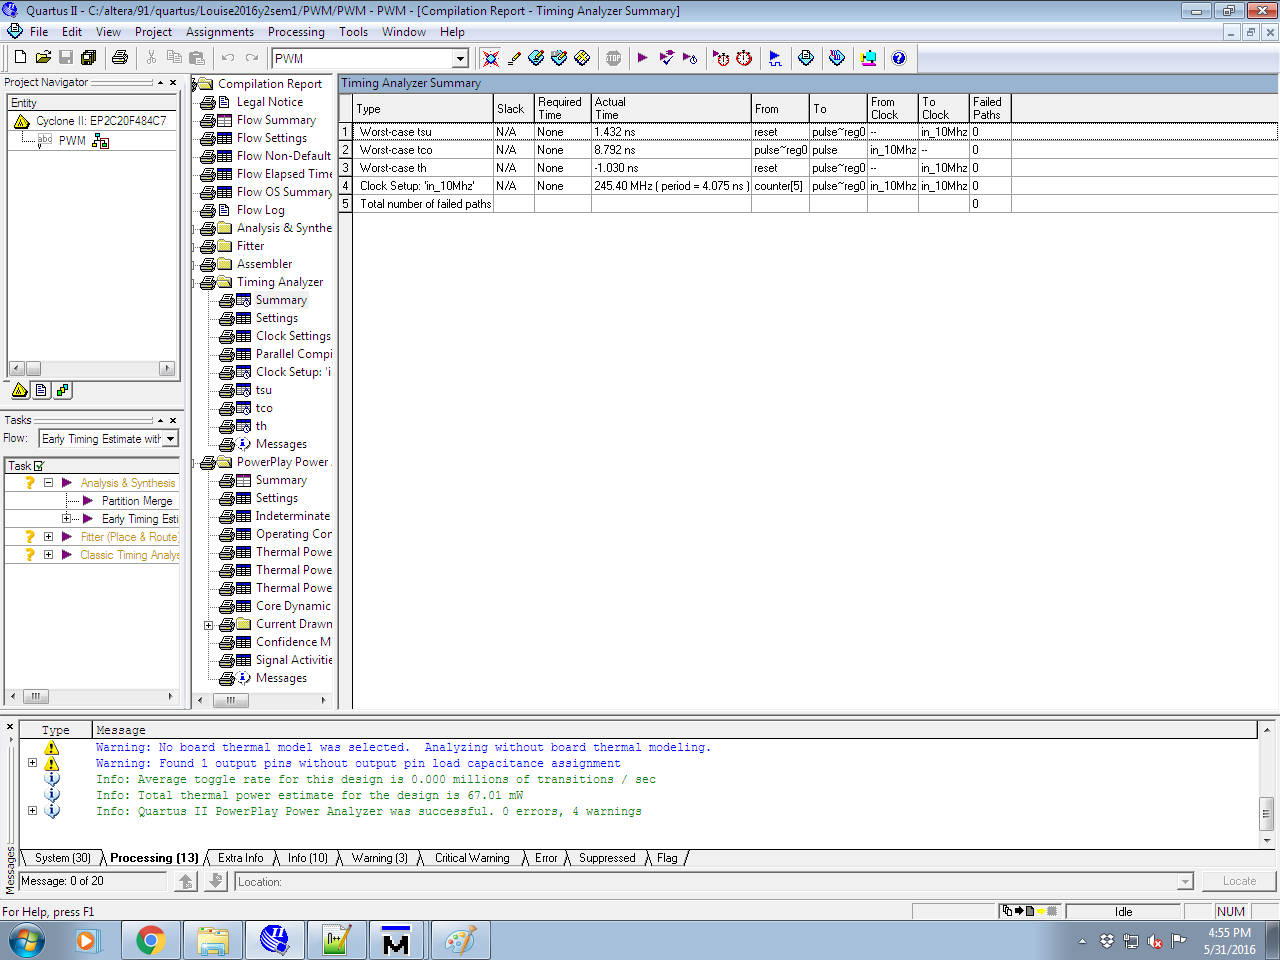 Quartus II - C:/altera/91/quartus/Louise2016y2sem1/PWM/PWM - PWM - [Compilation Report - Timing Analyzer Summary]
File Edit View Project Assignments Processing Tools Window Help
PWM
Project Navigator
Entity
Cyclone II: EP2C20F484C7
abc PWM
Tasks
Flow: Early Timing Estimate with
Task
Analysis & Synthesis
Partition Merge
Early Timing Esti
Fitter (Place & Route)
Classic Timing Analys
Compilation Report
Legal Notice
Flow Summary
Flow Settings
Flow Non-Default
Flow Elapsed Time
Flow OS Summary
Flow Log
Analysis & Synthe
Fitter
Assembler
Timing Analyzer
Summary
Settings
Clock Settings
Parallel Compi
Clock Setup: 'i
tsu
tco
th
Messages
PowerPlay Power
Summary
Settings
Indeterminate
Operating Con
Thermal Powe
Thermal Powe
Thermal Powe
Core Dynamic
Current Drawn
Confidence M
Signal Activitie
Messages
Timing Analyzer Summary
Type Slack Required Time Actual Time From To From Clock To Clock Failed Paths
1 Worst-case tsu N/A None 1.432 ns reset pulse~reg0 -- in_10Mhz 0
2 Worst-case tco N/A None 8.792 ns pulse~reg0 pulse in_10Mhz -- 0
3 Worst-case th N/A None -1.030 ns reset pulse~reg0 -- in_10Mhz 0
4 Clock Setup: 'in_10Mhz' N/A None 245.40 MHz ( period = 4.075 ns ) counter[5] pulse~reg0 in_10Mhz in_10Mhz 0
5 Total number of failed paths 0
Type Message
Warning: No board thermal model was selected. Analyzing without board thermal modeling.
Warning: Found 1 output pins without output pin load capacitance assignment
Info: Average toggle rate for this design is 0.000 millions of transitions / sec
Info: Total thermal power estimate for the design is 67.01 mW
Info: Quartus II PowerPlay Power Analyzer was successful. 0 errors, 4 warnings
System (30) Processing (13) Extra Info Info (10) Warning (3) Critical Warning Error Suppressed Flag
Messages
Message: 0 of 20 Location: Locate
For Help, press F1 Idle NUM
4:55 PM
5/31/2016